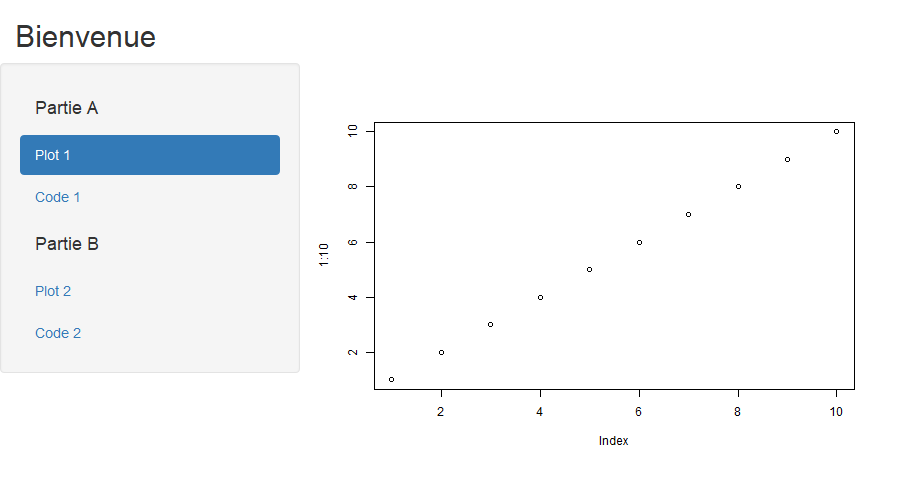 Bienvenue
Partie A
Plot 1
Code 1
Partie B
Plot 2
Code 2
1:10
10
8
6
4
2
2 4 6 8 10
Index